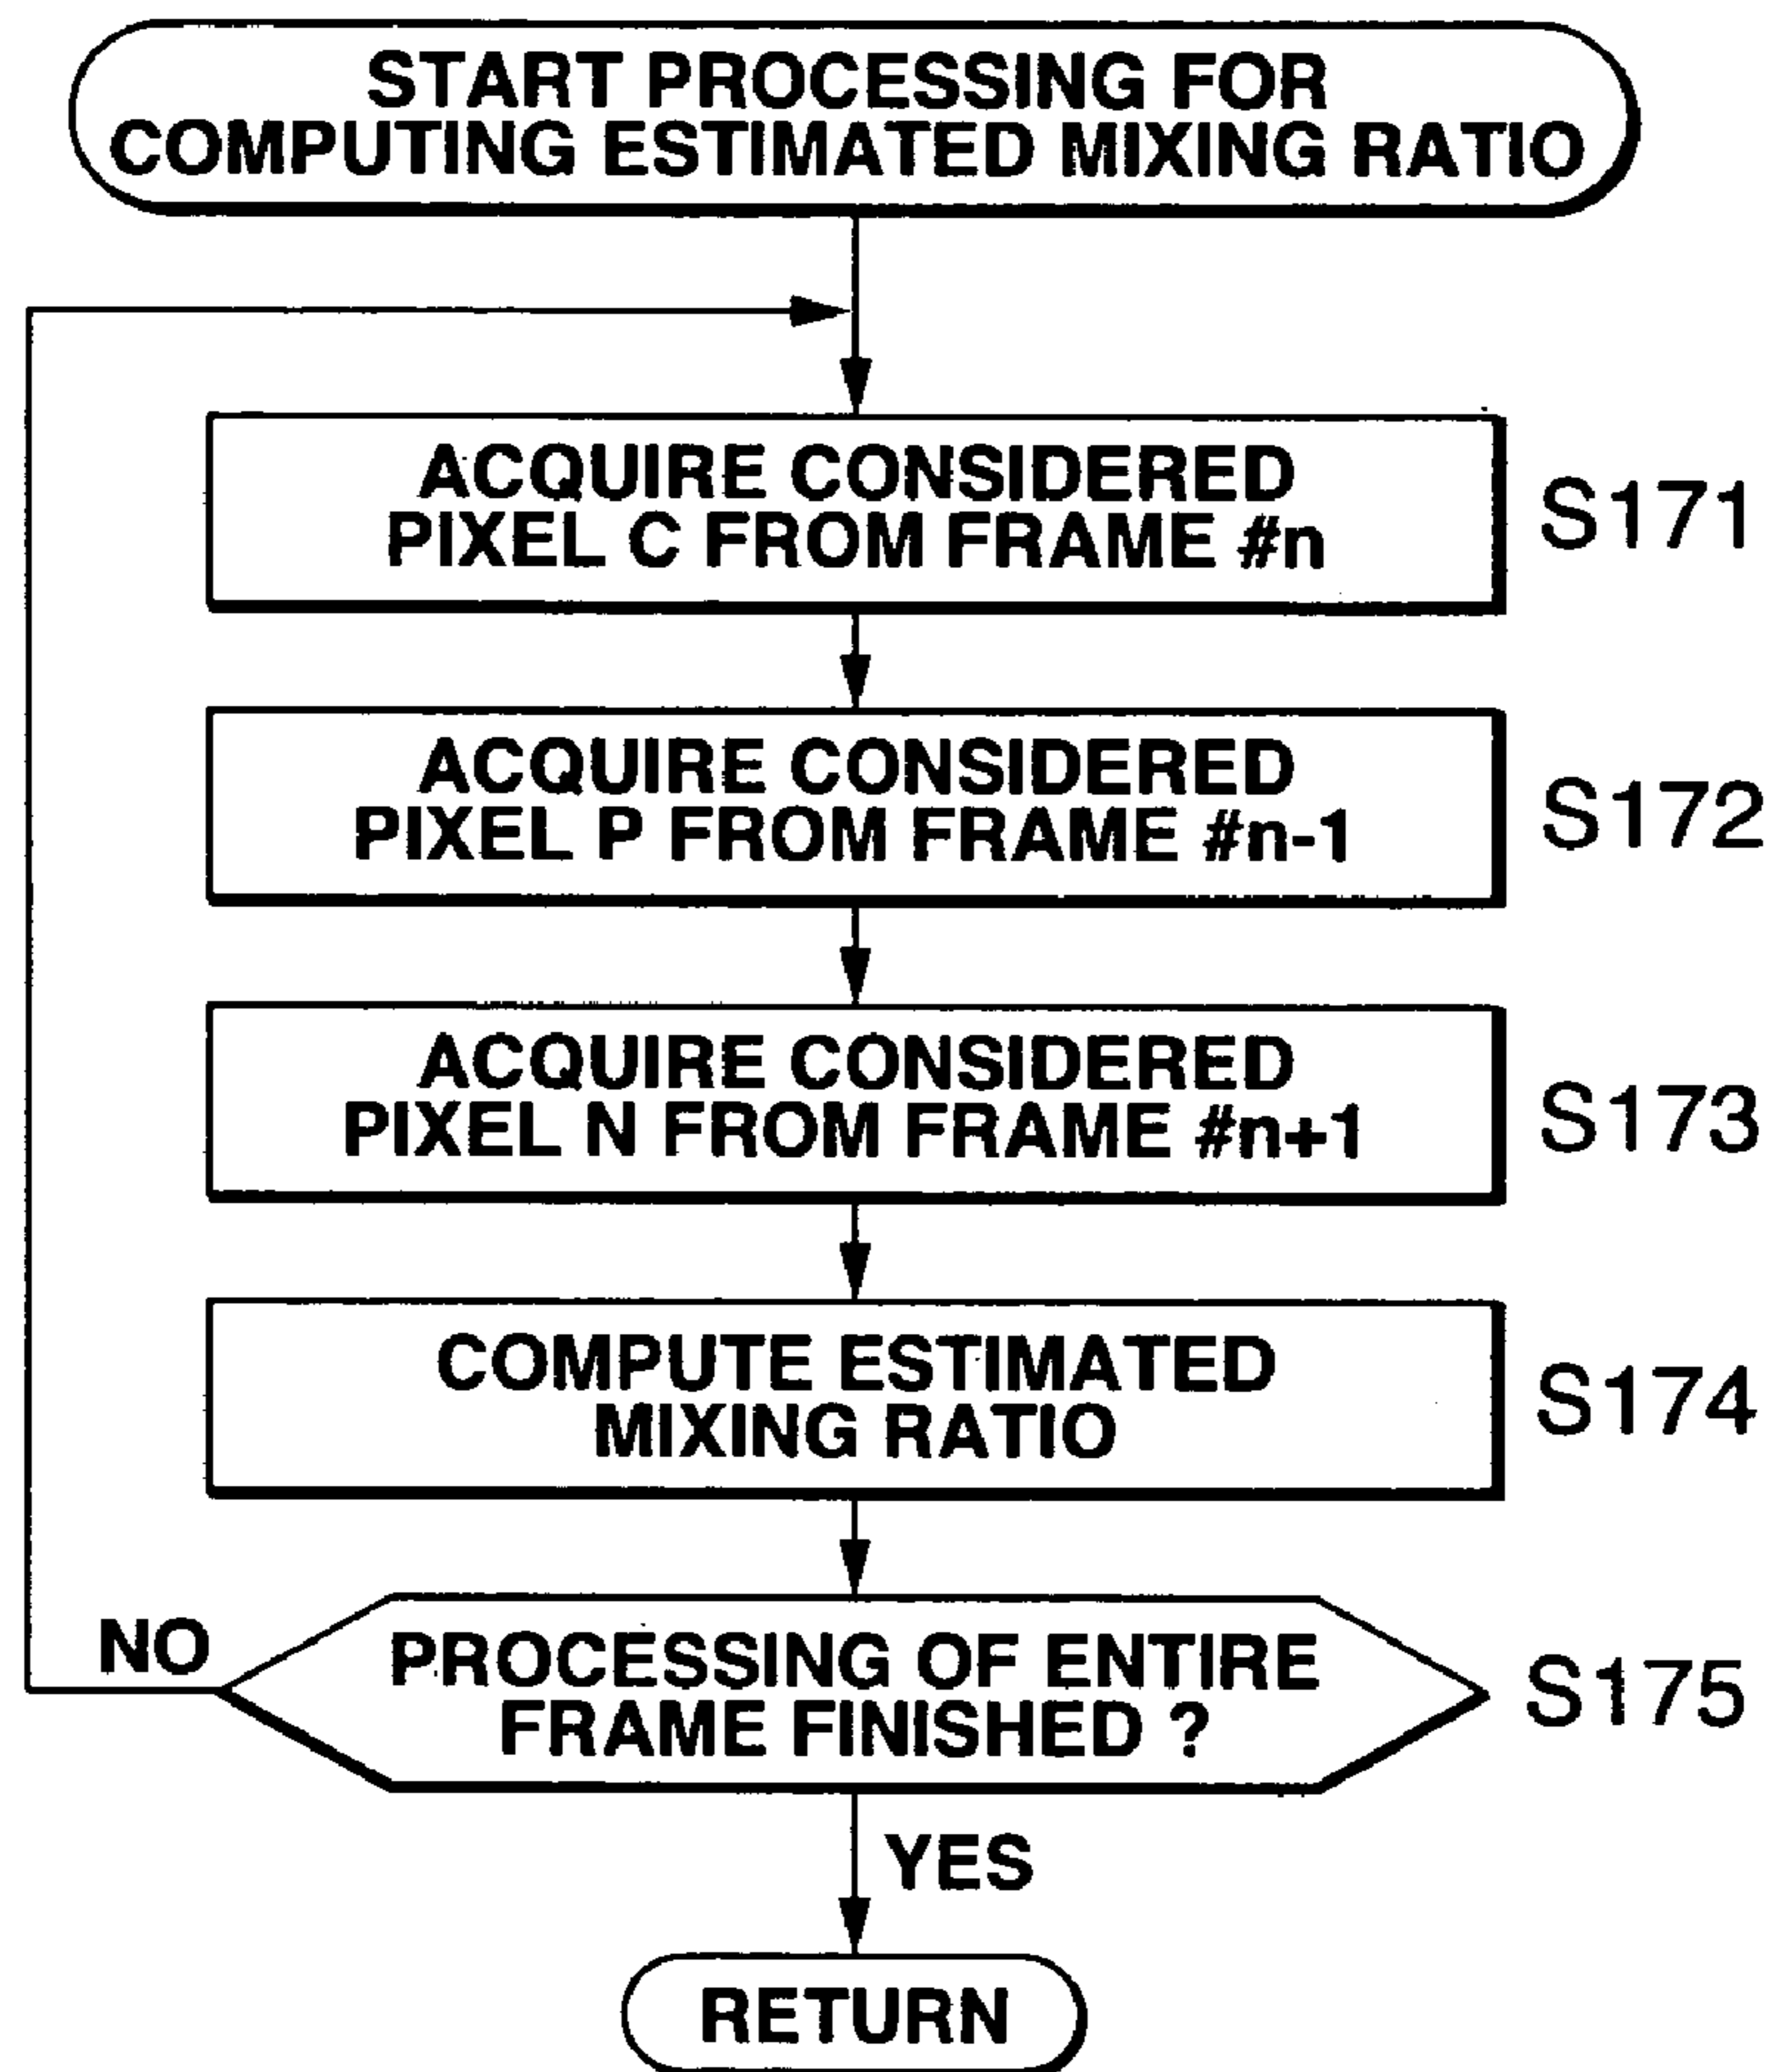 START PROCESSING FOR
COMPUTING ESTIMATED MIXING RATIO
ACQUIRE CONSIDERED
PIXEL C FROM FRAME #n
S171
ACQUIRE CONSIDERED
PIXEL P FROM FRAME #n-1
S172
ACQUIRE CONSIDERED
PIXEL N FROM FRAME #n+1
S173
COMPUTE ESTIMATED
MIXING RATIO
S174
NO
PROCESSING OF ENTIRE
FRAME FINISHED ?
S175
YES
RETURN